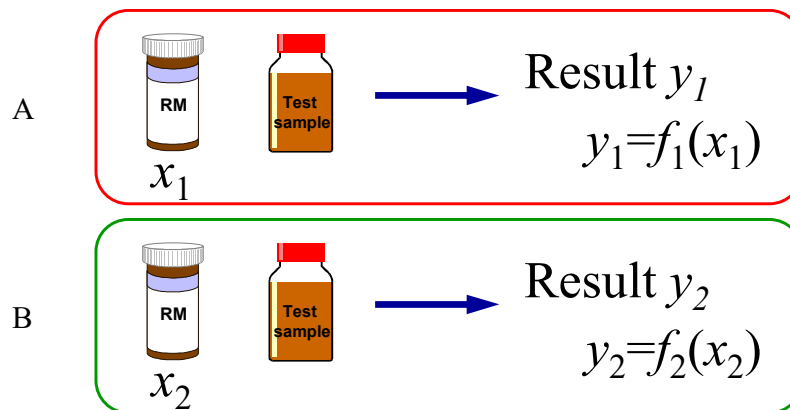 A
RM
Test
sample
x1
Result y1
y1=f1(x1)
B
RM
Test
sample
x2
Result y2
y2=f2(x2)